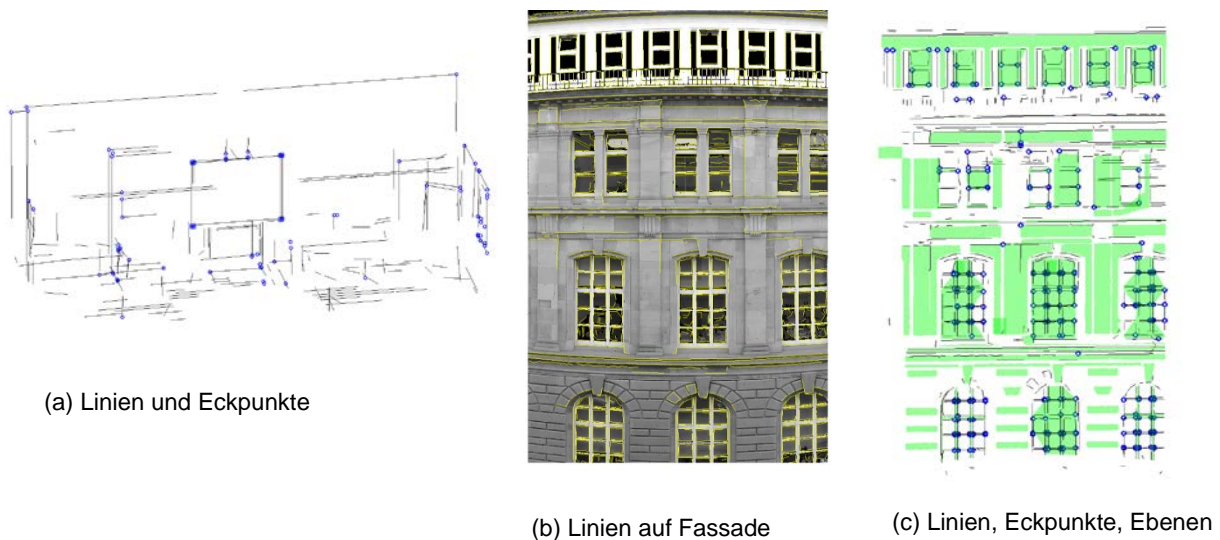 (a) Linien und Eckpunkte
(b) Linien auf Fassade
(c) Linien, Eckpunkte, Ebenen